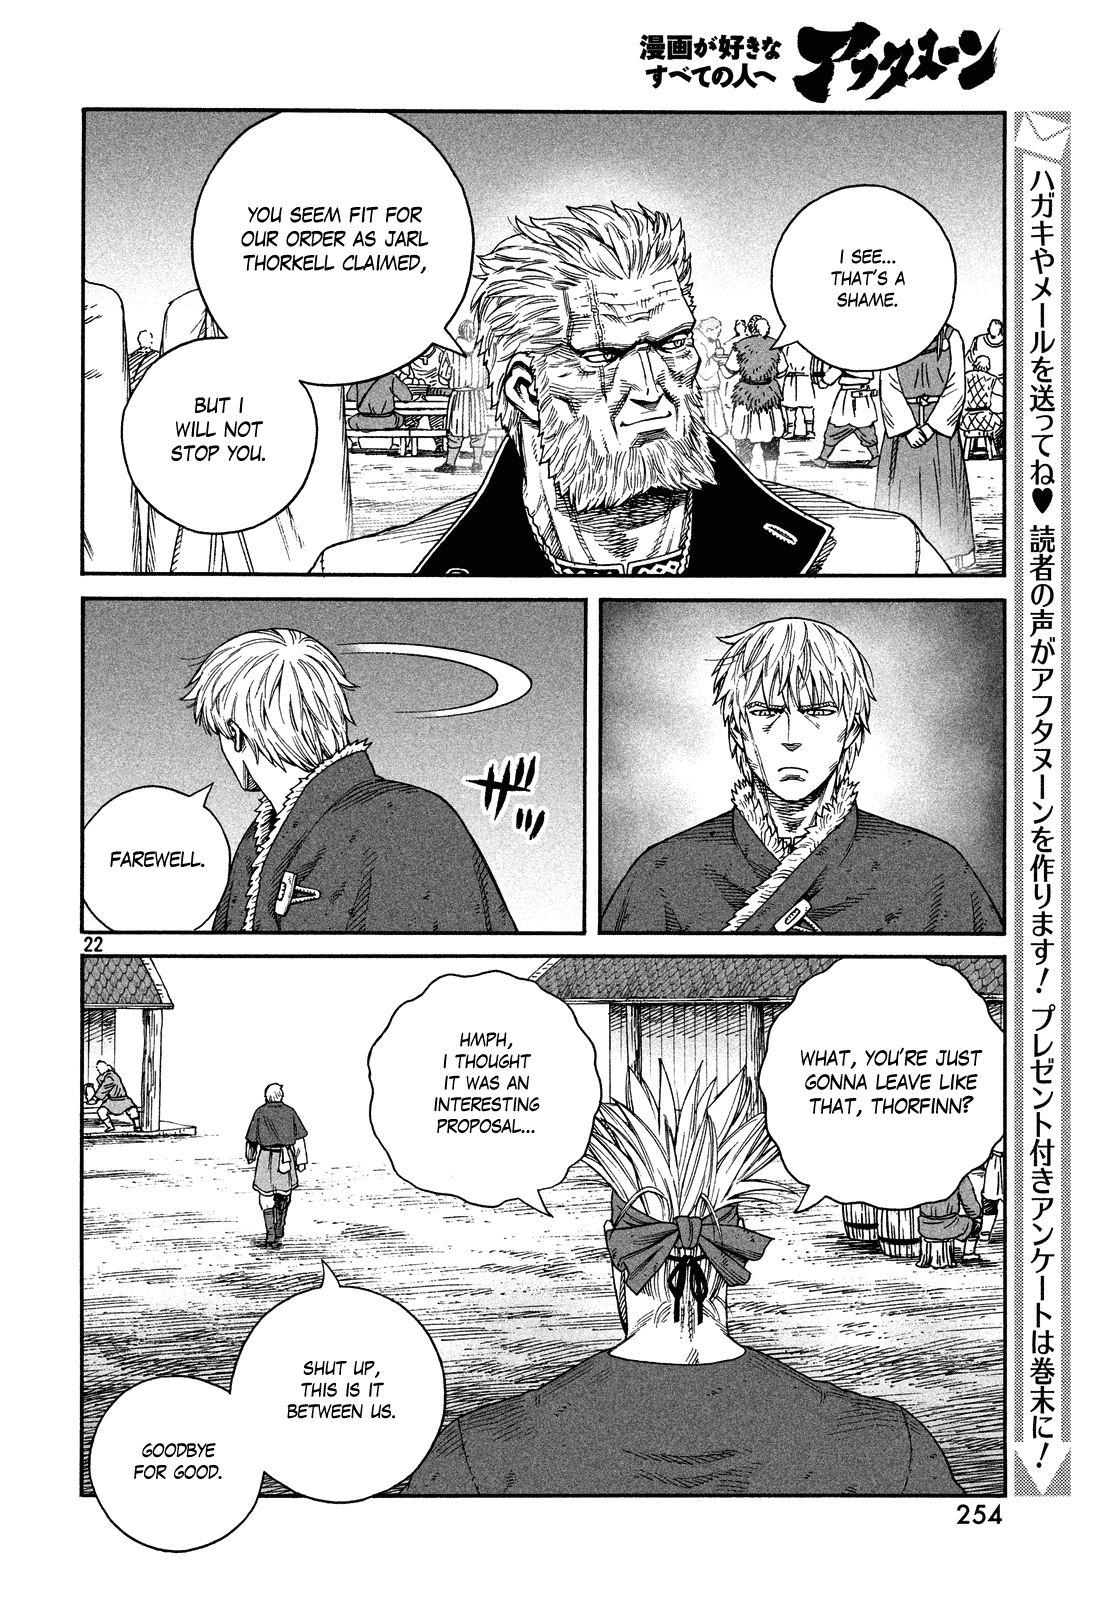 漫画が好きな
すべての人へ
アフタヌーン
I SEE...
THAT'S A
SHAME.
YOU SEEM FIT FOR
OUR ORDER AS JARL
THORKELL CLAIMED,
BUT I
WILL NOT
STOP YOU.
ザッ
FAREWELL.
22
WHAT, YOU'RE JUST
GONNA LEAVE LIKE
THAT, THORFINN?
HMPH,
I THOUGHT
IT WAS AN
INTERESTING
PROPOSAL...
SHUT UP,
THIS IS IT
BETWEEN US.
GOODBYE
FOR GOOD.
ハガキやメールを送ってね♥ 読者の声がアフタヌーンを作ります! プレゼント付きアンケートは巻末に!
254